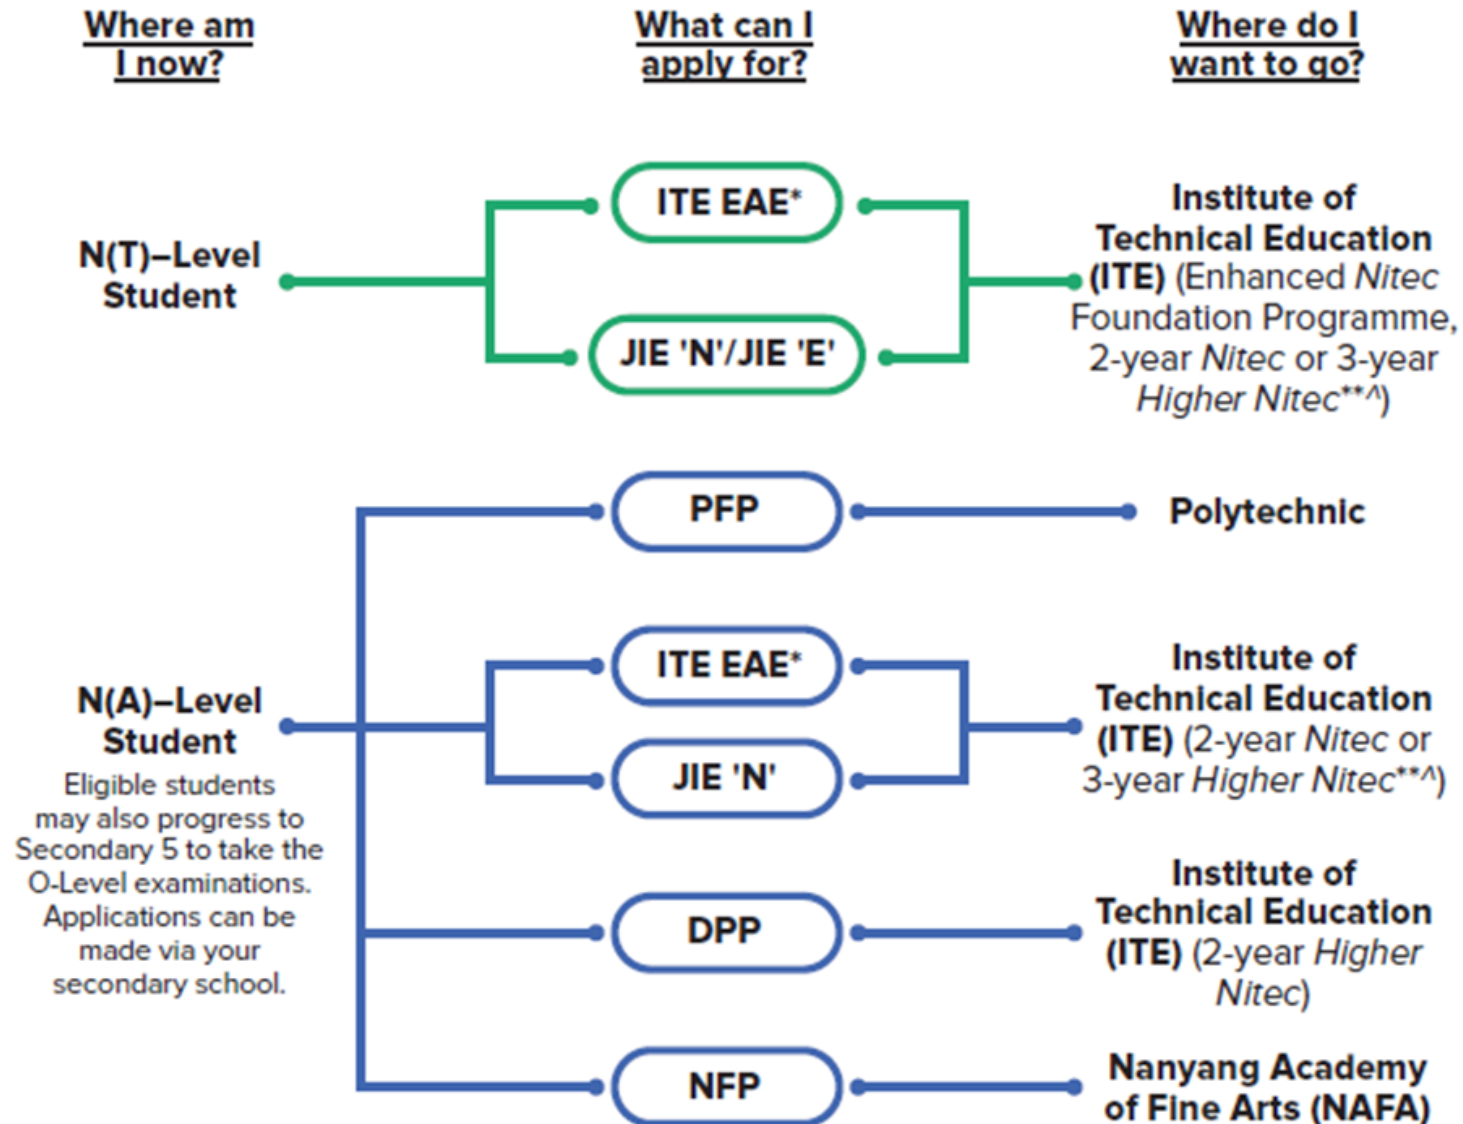 Where am
I now?
What can I
apply for?
Where do I
want to go?
N(T)–Level
Student
ITE EAE*
JIE 'N'/JIE 'E'
Institute of
Technical Education
(ITE) (Enhanced Nitec
Foundation Programme,
2-year Nitec or 3-year
Higher Nitec**^)
N(A)–Level
Student
Eligible students
may also progress to
Secondary 5 to take the
O-Level examinations.
Applications can be
made via your
secondary school.
PFP
Polytechnic
ITE EAE*
JIE 'N'
Institute of
Technical Education
(ITE) (2-year Nitec or
3-year Higher Nitec**^)
DPP
Institute of
Technical Education
(ITE) (2-year Higher
Nitec)
NFP
Nanyang Academy
of Fine Arts (NAFA)